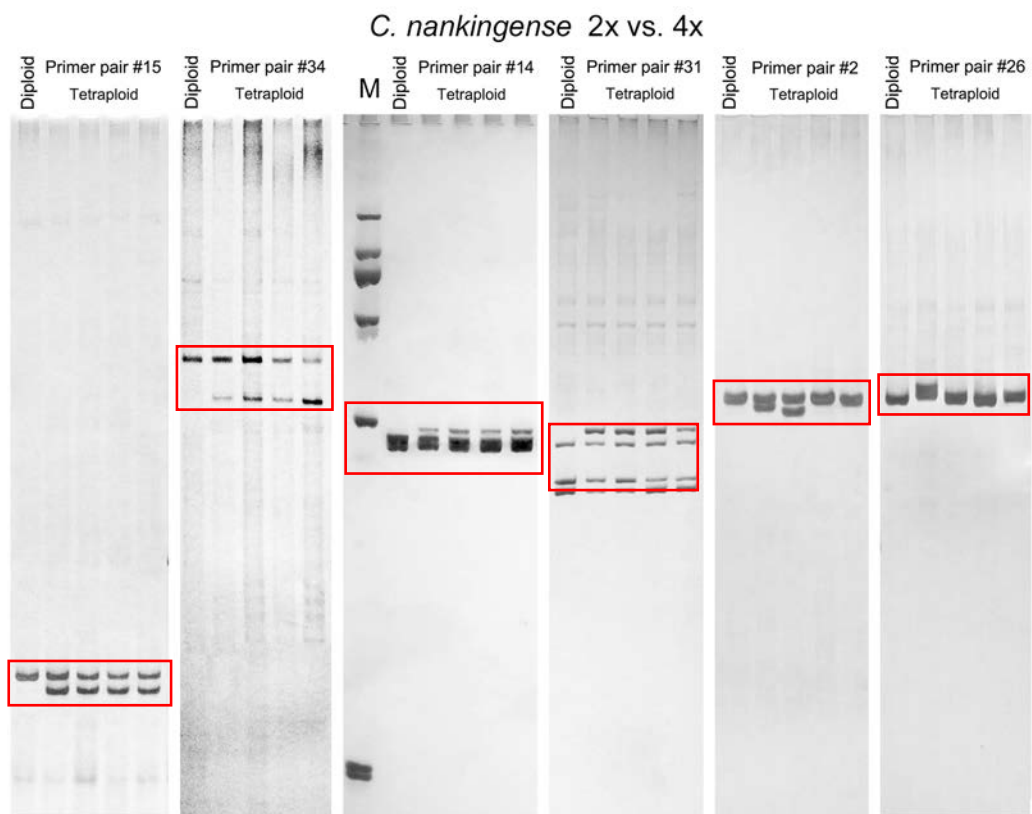 C. nankingense 2x vs. 4x
Diploid
Primer pair #15
Tetraploid
Diploid
Primer pair #34
Tetraploid
M
Diploid
Primer pair #14
Tetraploid
Diploid
Primer pair #31
Tetraploid
Diploid
Primer pair #2
Tetraploid
Diploid
Primer pair #26
Tetraploid